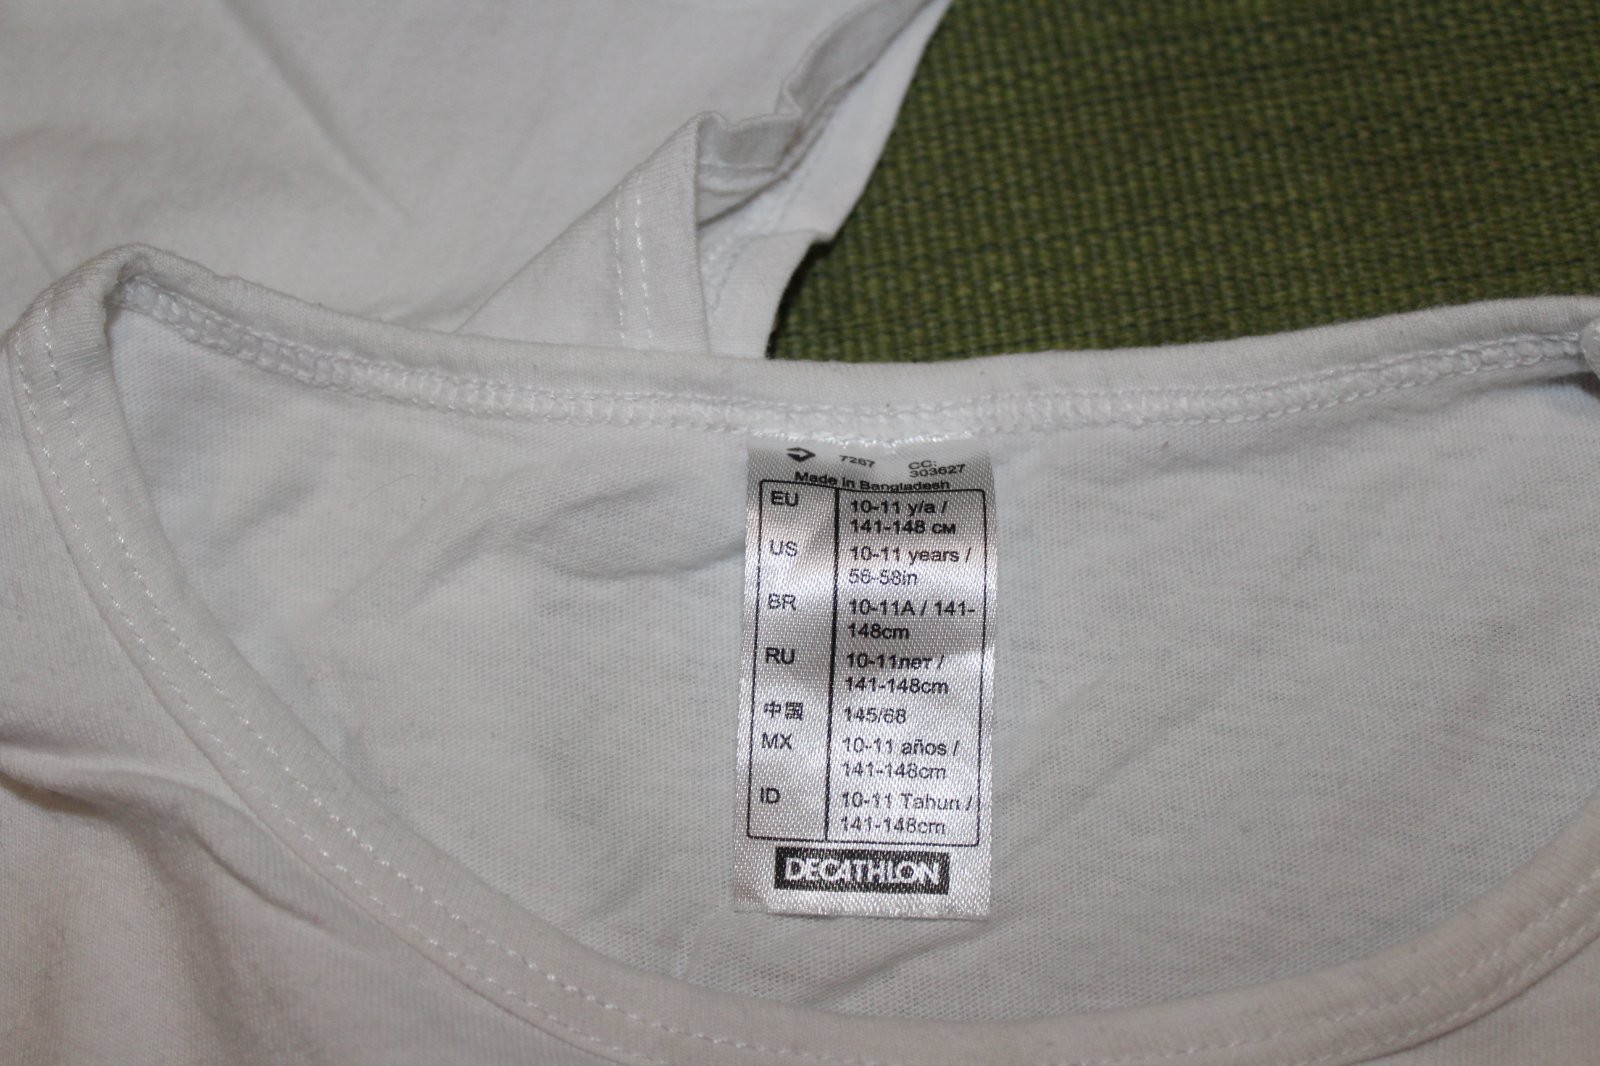 7267 CC:
303627
Made in Bangladesh
EU 10-11 y/a /
141-148 см
US 10-11 years /
56-58in
BR 10-11A / 141-
148cm
RU 10-11лет /
141-148cm
中國 145/68
MX 10-11 años /
141-148cm
ID 10-11 Tahun /
141-148cm
DECATHLON